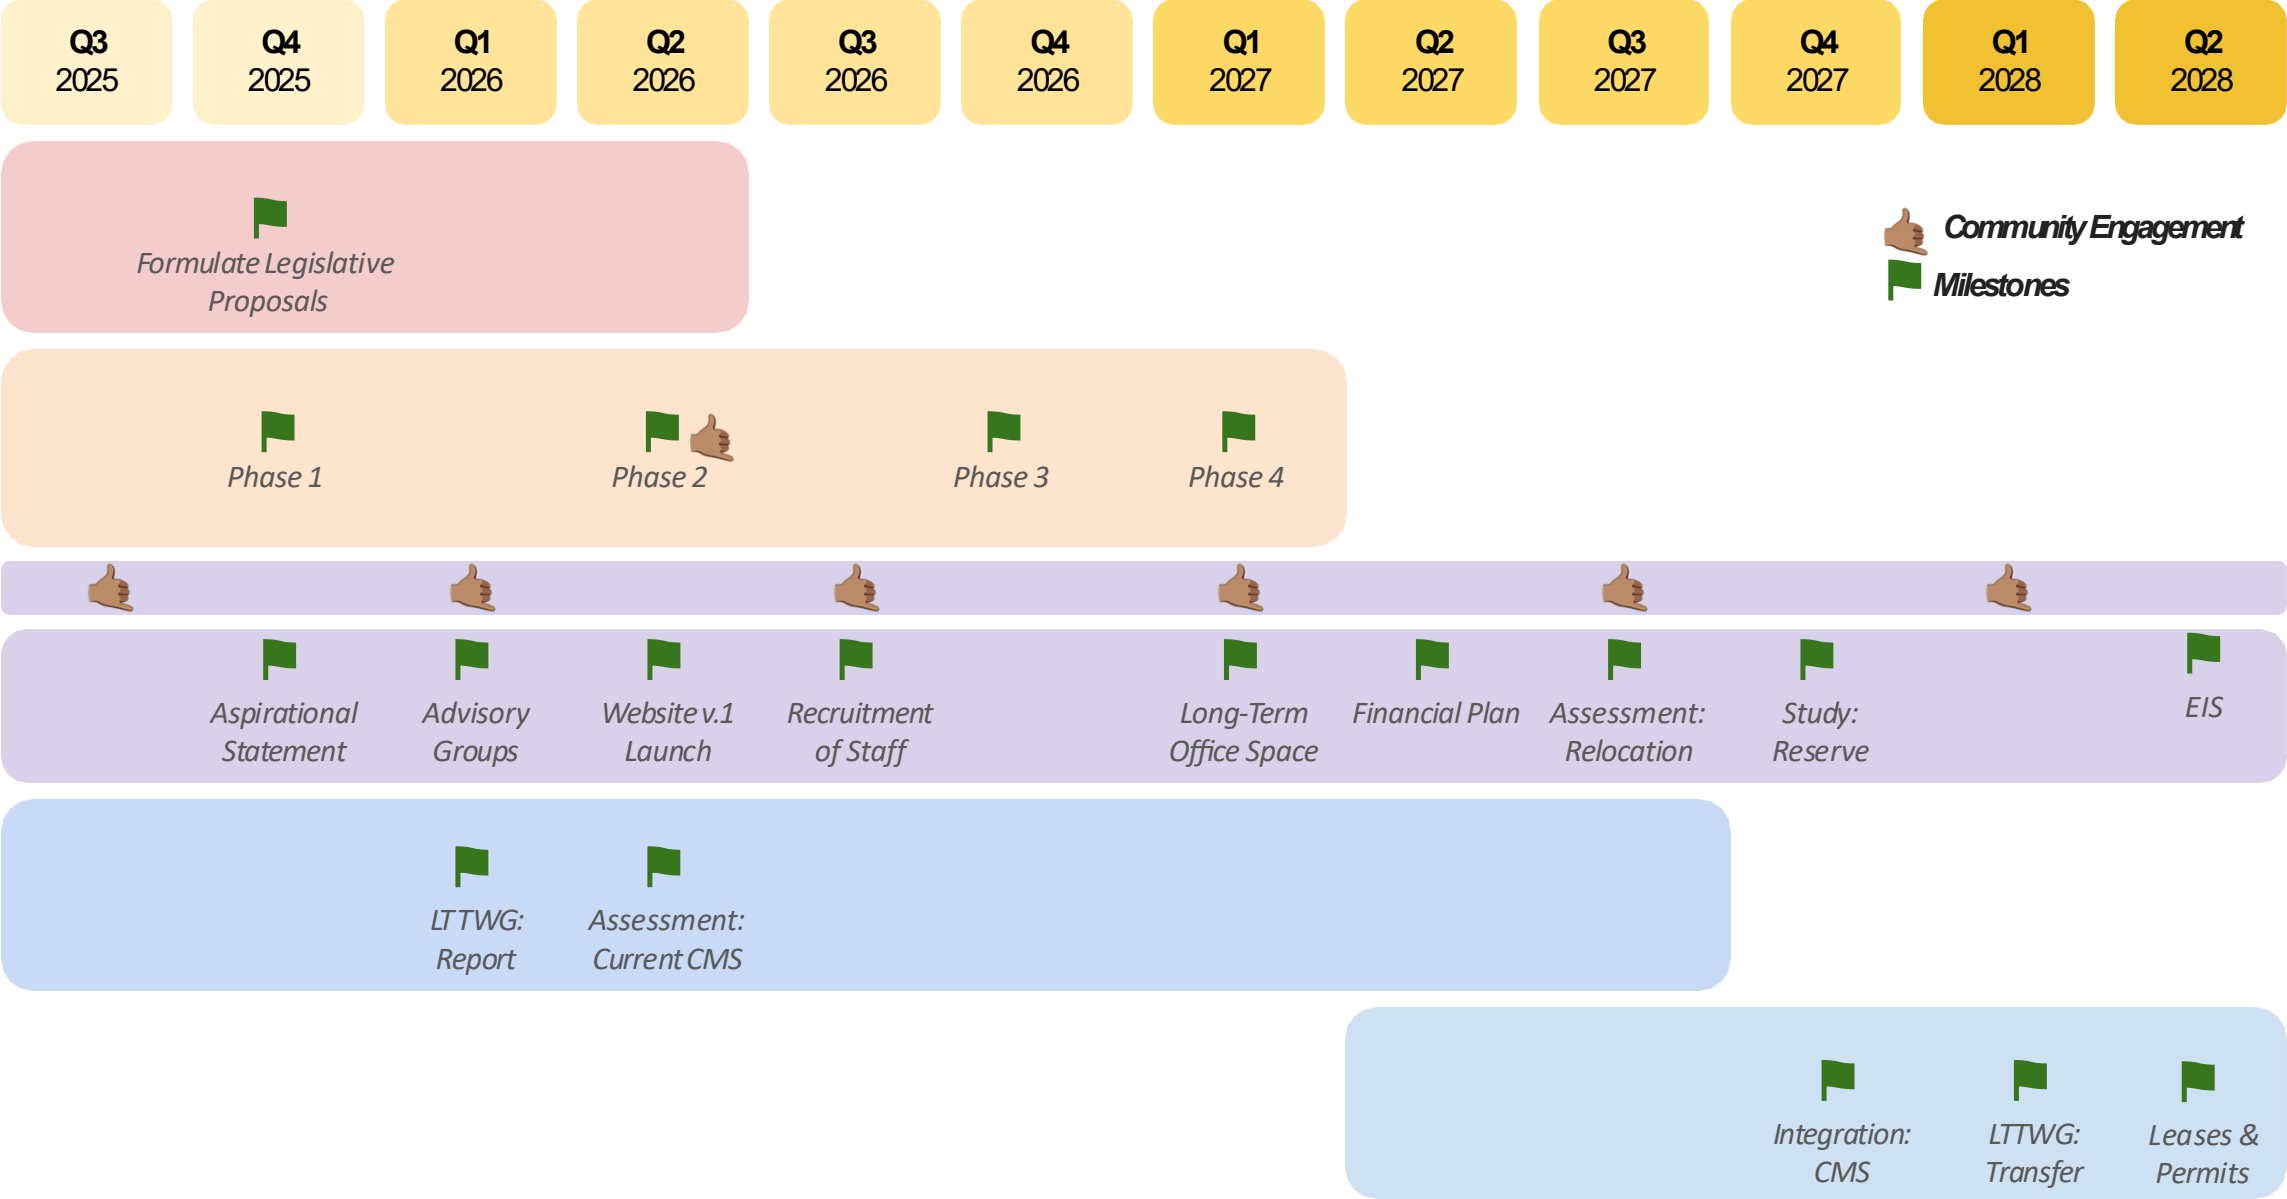 Q3 Q4 Q1 Q2 Q3 Q4 Q1 Q2 Q3 Q4 Q1 Q2
2025 2025 2026 2026 2026 2026 2027 2027 2027 2027 2028 2028
Community Engagement
Milestones
Formulate Legislative
Proposals
Phase 1 Phase 2 Phase 3 Phase 4
Aspirational Advisory Website v.1 Recruitment Long-Term Financial Plan Assessment: Study: EIS
Statement Groups Launch of Staff Office Space Relocation Reserve
LTTWG: Assessment:
Report Current CMS
Integration: LTTWG: Leases &
CMS Transfer Permits